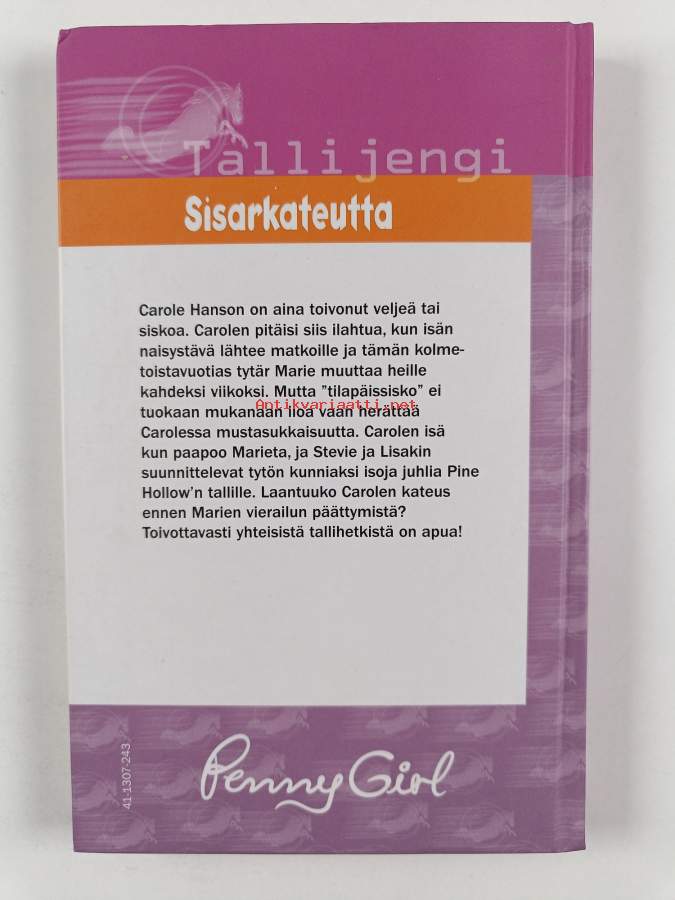 Tallijengi
Sisarkateutta
Carole Hanson on aina toivonut veljeä tai
siskoa. Carolen pitäisi siis ilahtua, kun isän
naisystävä lähtee matkoille ja tämän kolme-
toistavuotias tytär Marie muuttaa heille
kahdeksi viikoksi. Mutta ”tilapäissisko” ei
tuokaan mukanaan iloa vaan herättää
Antikvariaatti.net
Carolessa mustasukkaisuutta. Carolen isä
kun paapoo Marieta, ja Stevie ja Lisakin
suunnittelevat tytön kunniaksi isoja juhlia Pine
Hollow'n tallille. Laantuuko Carolen kateus
ennen Marien vierailun päättymistä?
Toivottavasti yhteisistä tallihetkistä on apua!
41-1307-243
Penny Girl